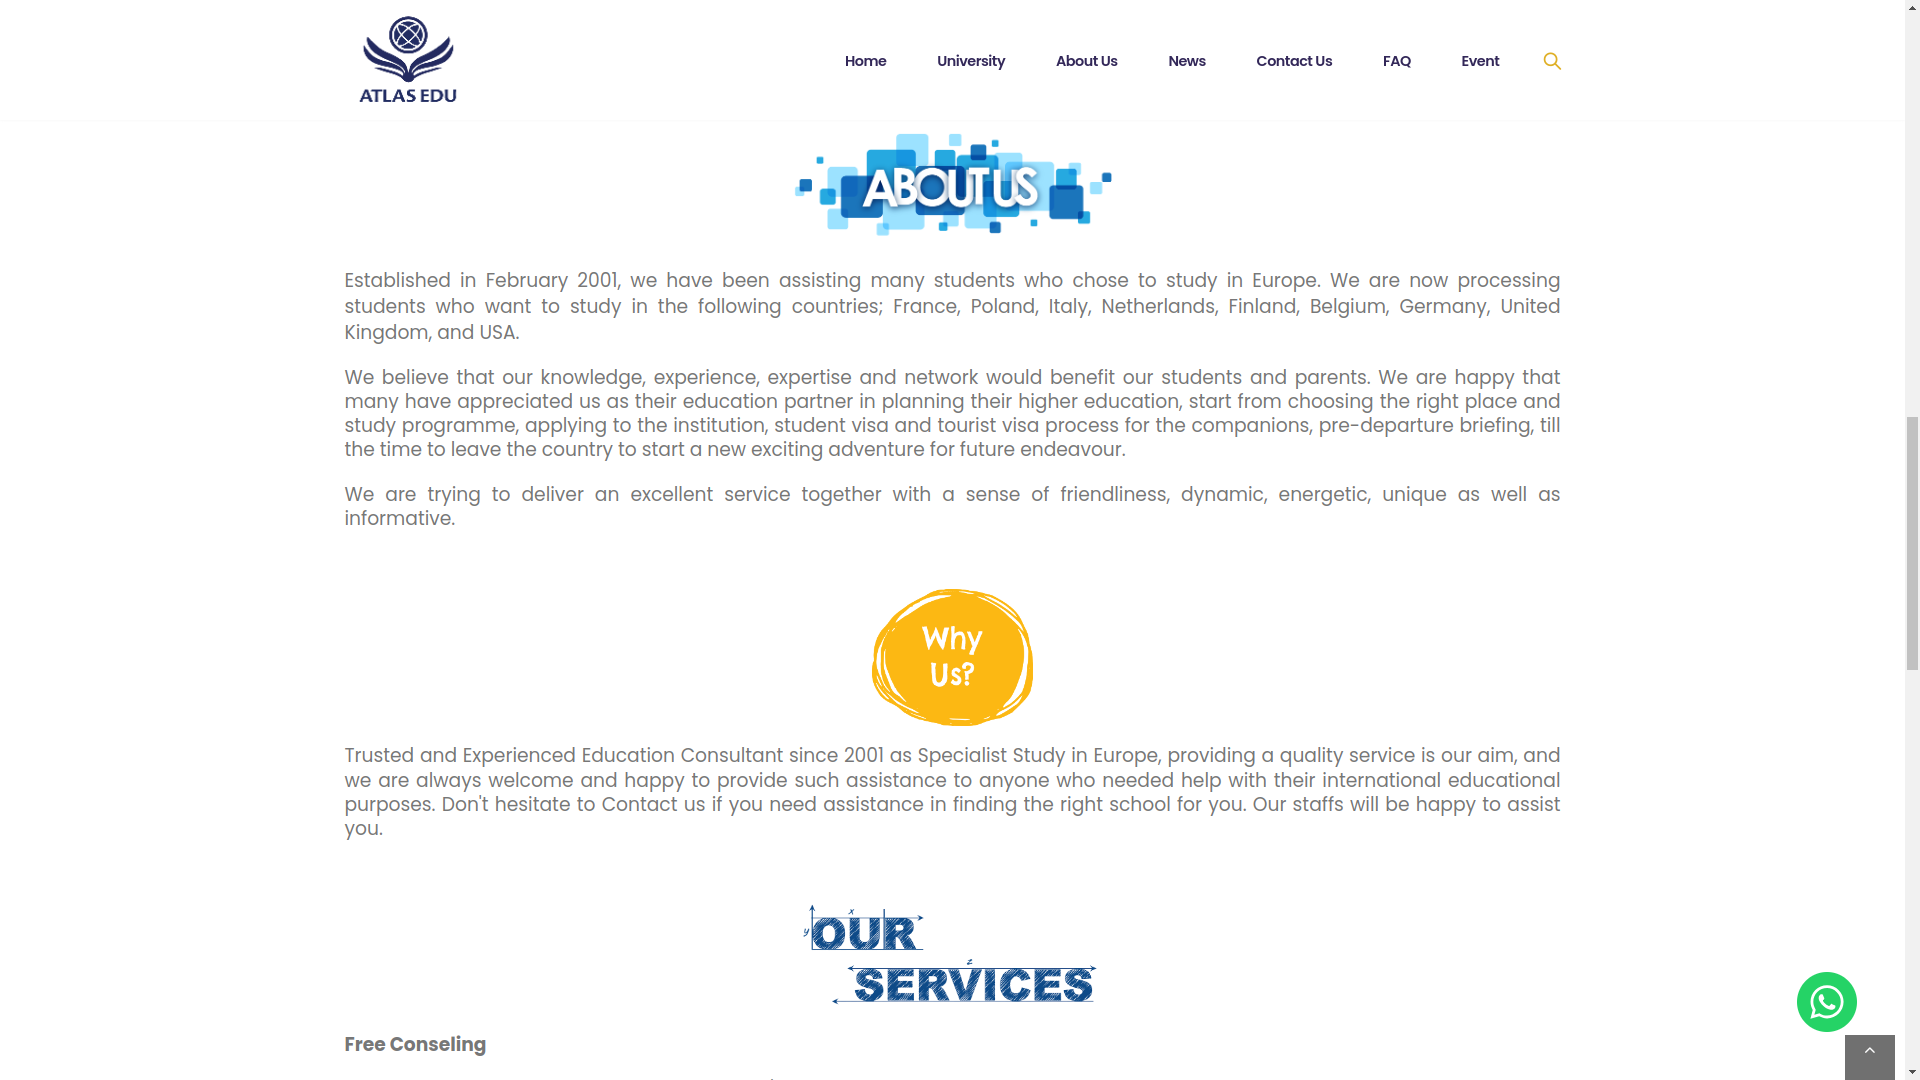 ATLAS EDU
Home University About Us News Contact Us FAQ Event
ABOUT US
Established in February 2001, we have been assisting many students who chose to study in Europe. We are now processing
students who want to study in the following countries; France, Poland, Italy, Netherlands, Finland, Belgium, Germany, United
Kingdom, and USA.
We believe that our knowledge, experience, expertise and network would benefit our students and parents. We are happy that
many have appreciated us as their education partner in planning their higher education, start from choosing the right place and
study programme, applying to the institution, student visa and tourist visa process for the companions, pre-departure briefing, till
the time to leave the country to start a new exciting adventure for future endeavour.
We are trying to deliver an excellent service together with a sense of friendliness, dynamic, energetic, unique as well as
informative.
Why
Us?
Trusted and Experienced Education Consultant since 2001 as Specialist Study in Europe, providing a quality service is our aim, and
we are always welcome and happy to provide such assistance to anyone who needed help with their international educational
purposes. Don't hesitate to Contact us if you need assistance in finding the right school for you. Our staffs will be happy to assist
you.
x
y OUR
z
SERVICES
Free Conseling